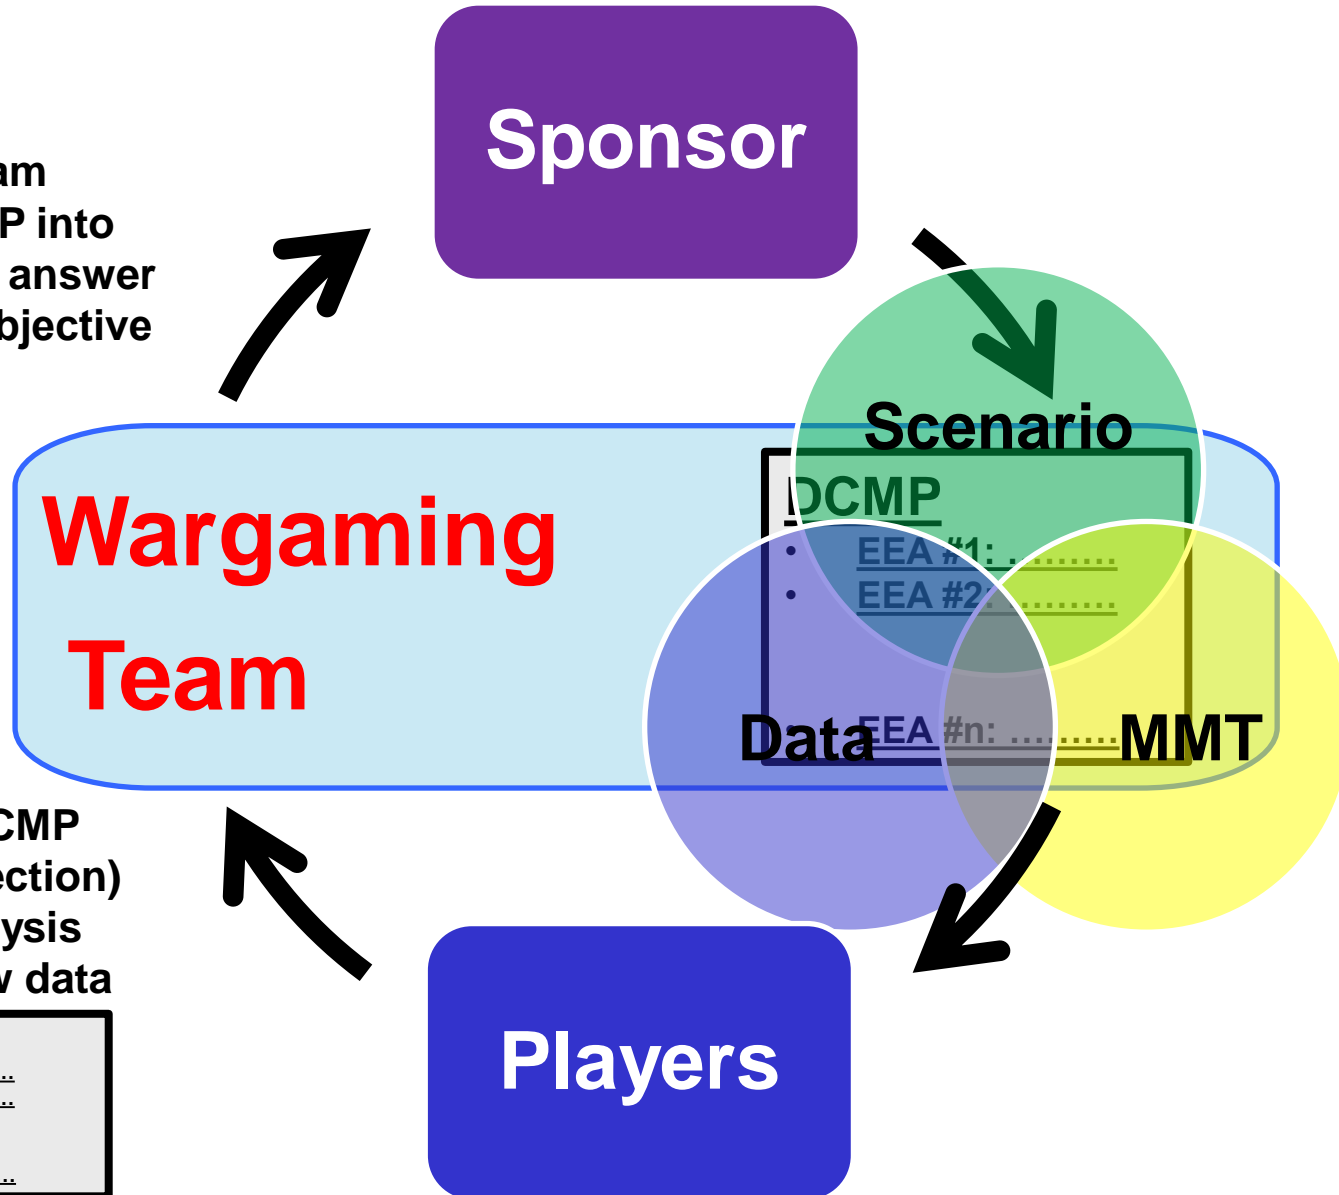 Sponsor
am
P into
answer
bjective
Scenario
Wargaming
Team
DCMP
• EEA #1: .........
• EEA #2: .........
• EEA #n: .........
Data
MMT
CMP
ection)
ysis
w data
..
..
..
Players